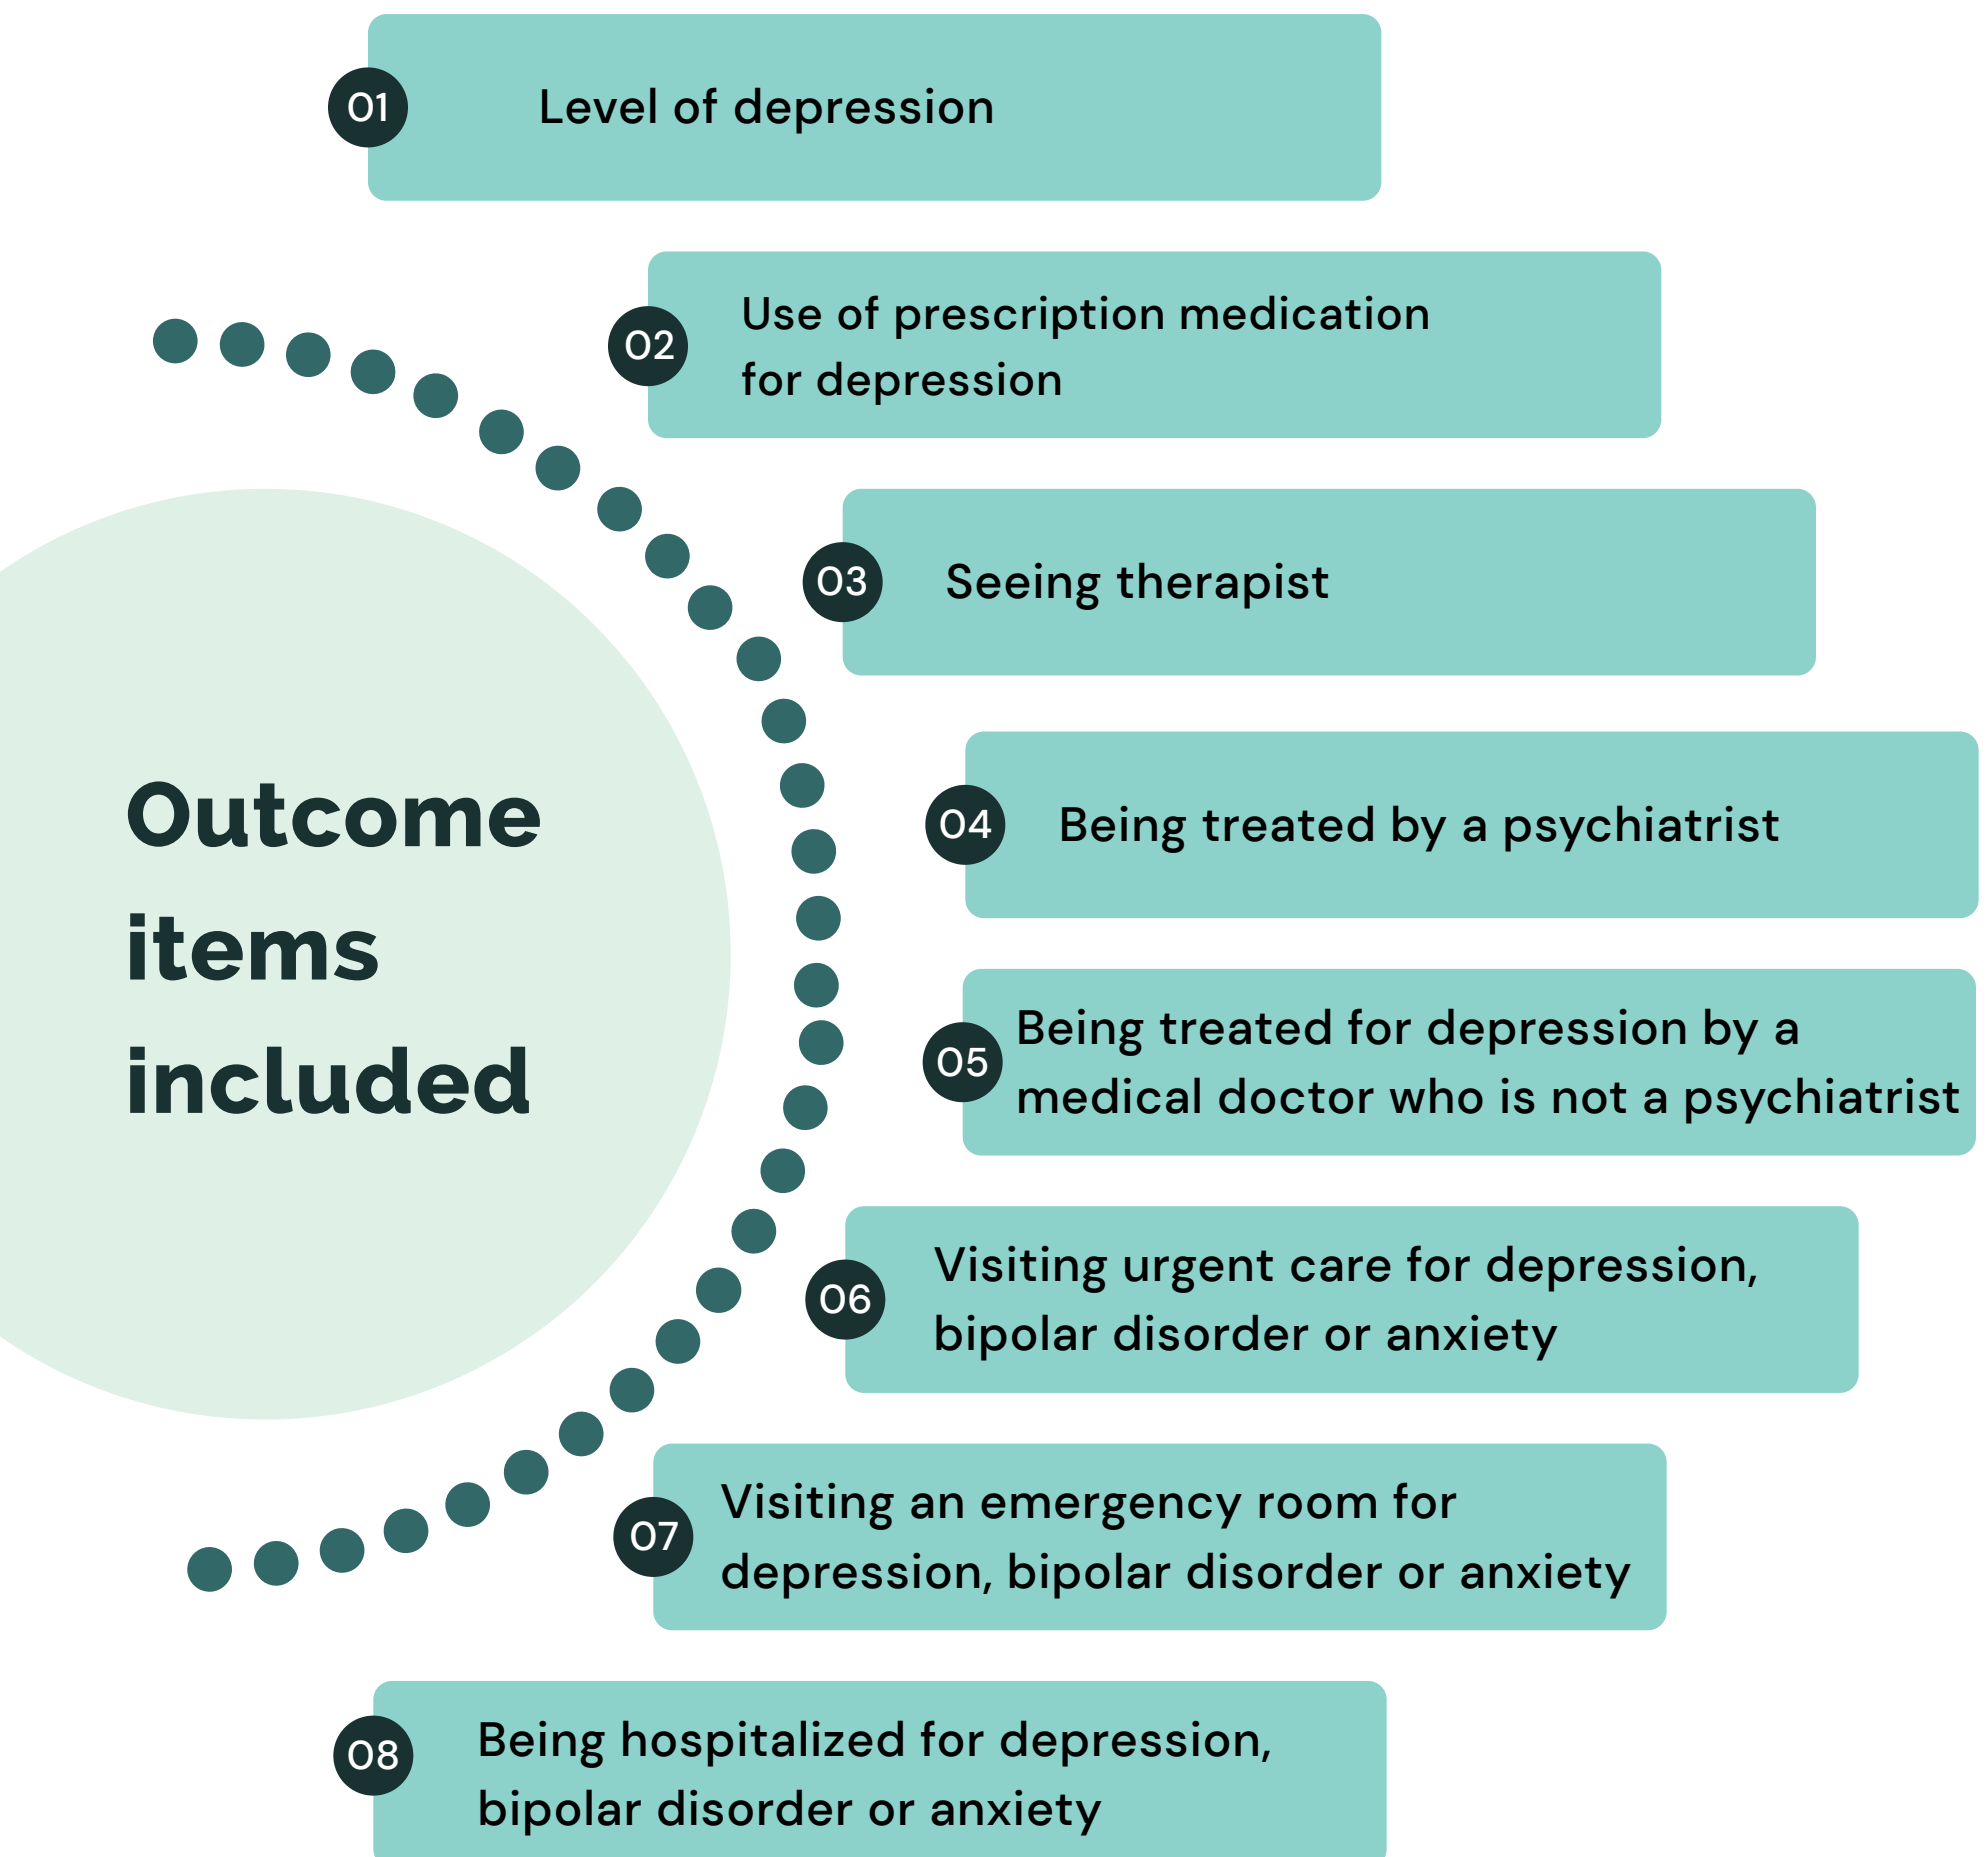 Outcome
items
included
01
Level of depression
02
Use of prescription medication
for depression
03
Seeing therapist
04
Being treated by a psychiatrist
05
Being treated for depression by a
medical doctor who is not a psychiatrist
06
Visiting urgent care for depression,
bipolar disorder or anxiety
07
Visiting an emergency room for
depression, bipolar disorder or anxiety
08
Being hospitalized for depression,
bipolar disorder or anxiety